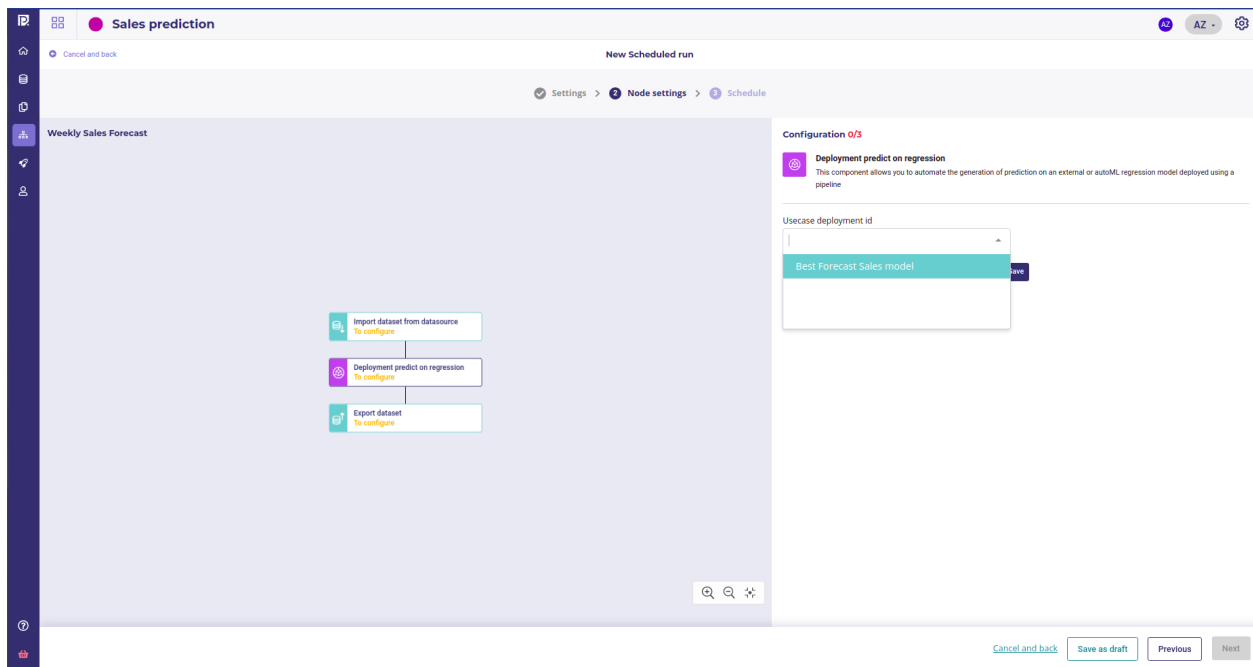 Sales prediction
AZ
AZ
Cancel and back
New Scheduled run
Settings > 2 Node settings > 3 Schedule
Weekly Sales Forecast
Import dataset from datasource
To configure
Deployment predict on regression
To configure
Export dataset
To configure
Configuration 0/3
Deployment predict on regression
This component allows you to automate the generation of prediction on an external or autoML regression model deployed using a
pipeline
Usecase deployment id
Best Forecast Sales model
ave
Cancel and back
Save as draft
Previous
Next